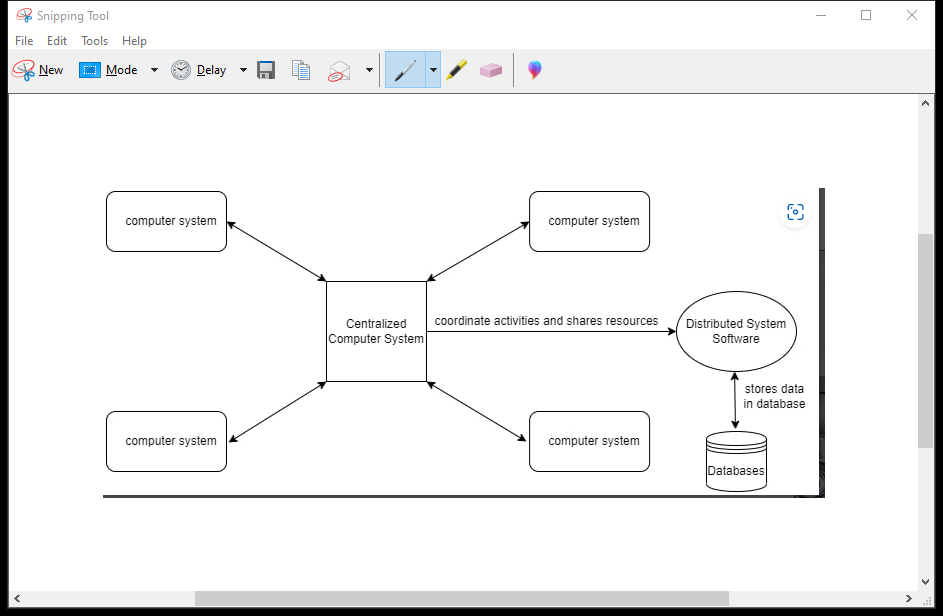 Snipping Tool
File Edit Tools Help
New Mode Delay
computer system
computer system
coordinate activities and shares resources
Centralized
Computer System
Distributed System
Software
stores data
in database
computer system
computer system
Databases